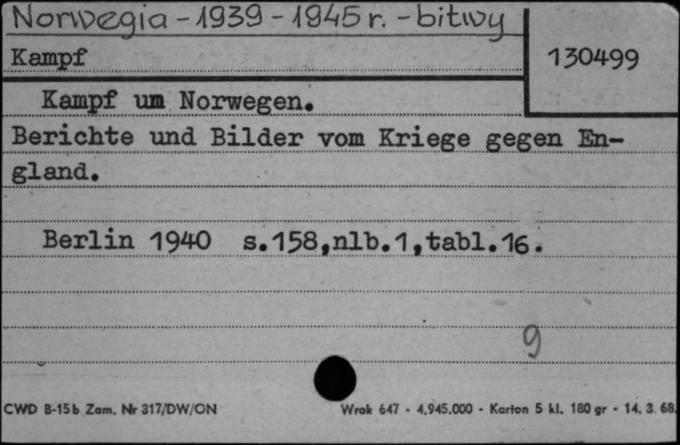 Norwegia - 1939 - 1945 r. - bitwy
Kampf
130499
Kampf um Norwegen.
Berichte und Bilder vom Kriege gegen En-
gland.
Berlin 1940 s.158,nlb.1,tabl.16.
9
CWD B-15b Zam. Nr 317/DW/ON
Wrak 647 - 4.945.000 - Karton 5 kl. 180 gr - 14. 3. 68.